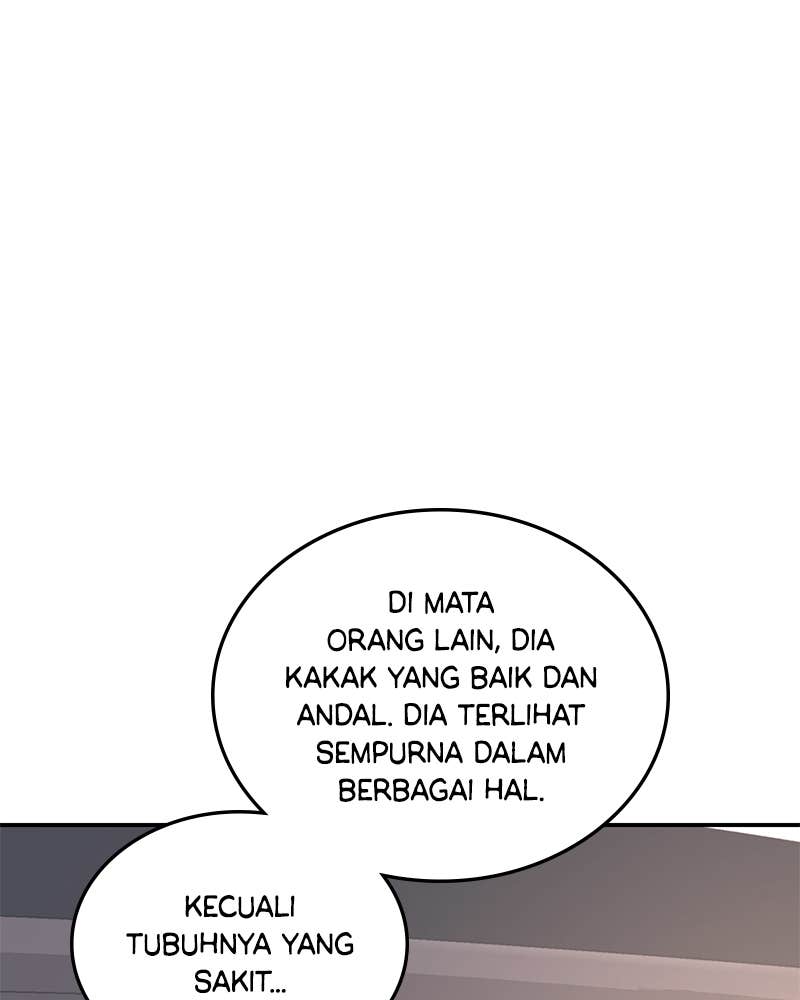 DI MATA
ORANG LAIN, DIA
KAKAK YANG BAIK DAN
ANDAL. DIA TERLIHAT
SEMPURNA DALAM
BERBAGAI HAL.
KECUALI
TUBUHNYA YANG
SAKIT...